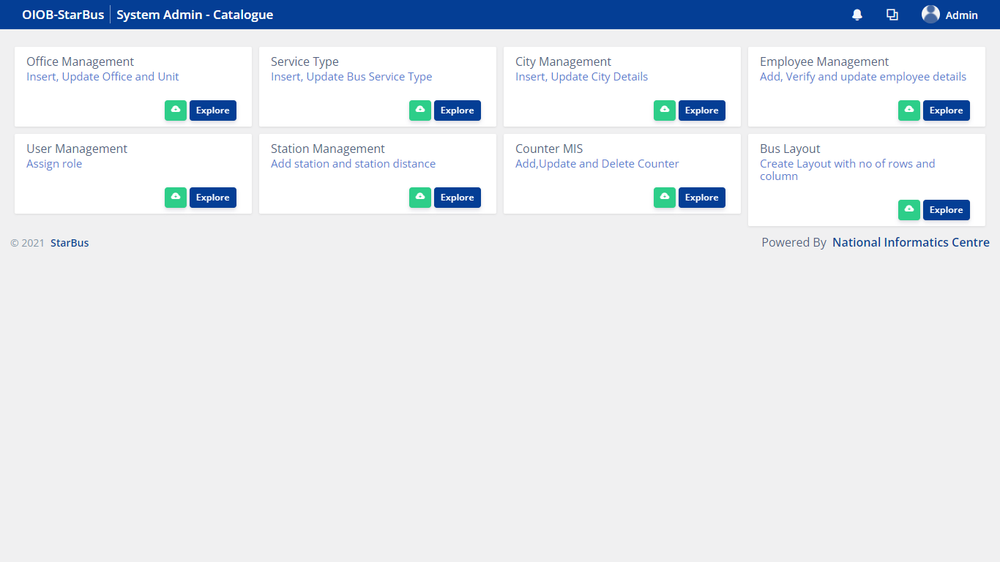 OIOB-StarBus System Admin - Catalogue Admin
Office Management
Insert, Update Office and Unit
Explore
Service Type
Insert, Update Bus Service Type
Explore
City Management
Insert, Update City Details
Explore
Employee Management
Add, Verify and update employee details
Explore
User Management
Assign role
Explore
Station Management
Add station and station distance
Explore
Counter MIS
Add,Update and Delete Counter
Explore
Bus Layout
Create Layout with no of rows and
column
Explore
© 2021 StarBus
Powered By National Informatics Centre